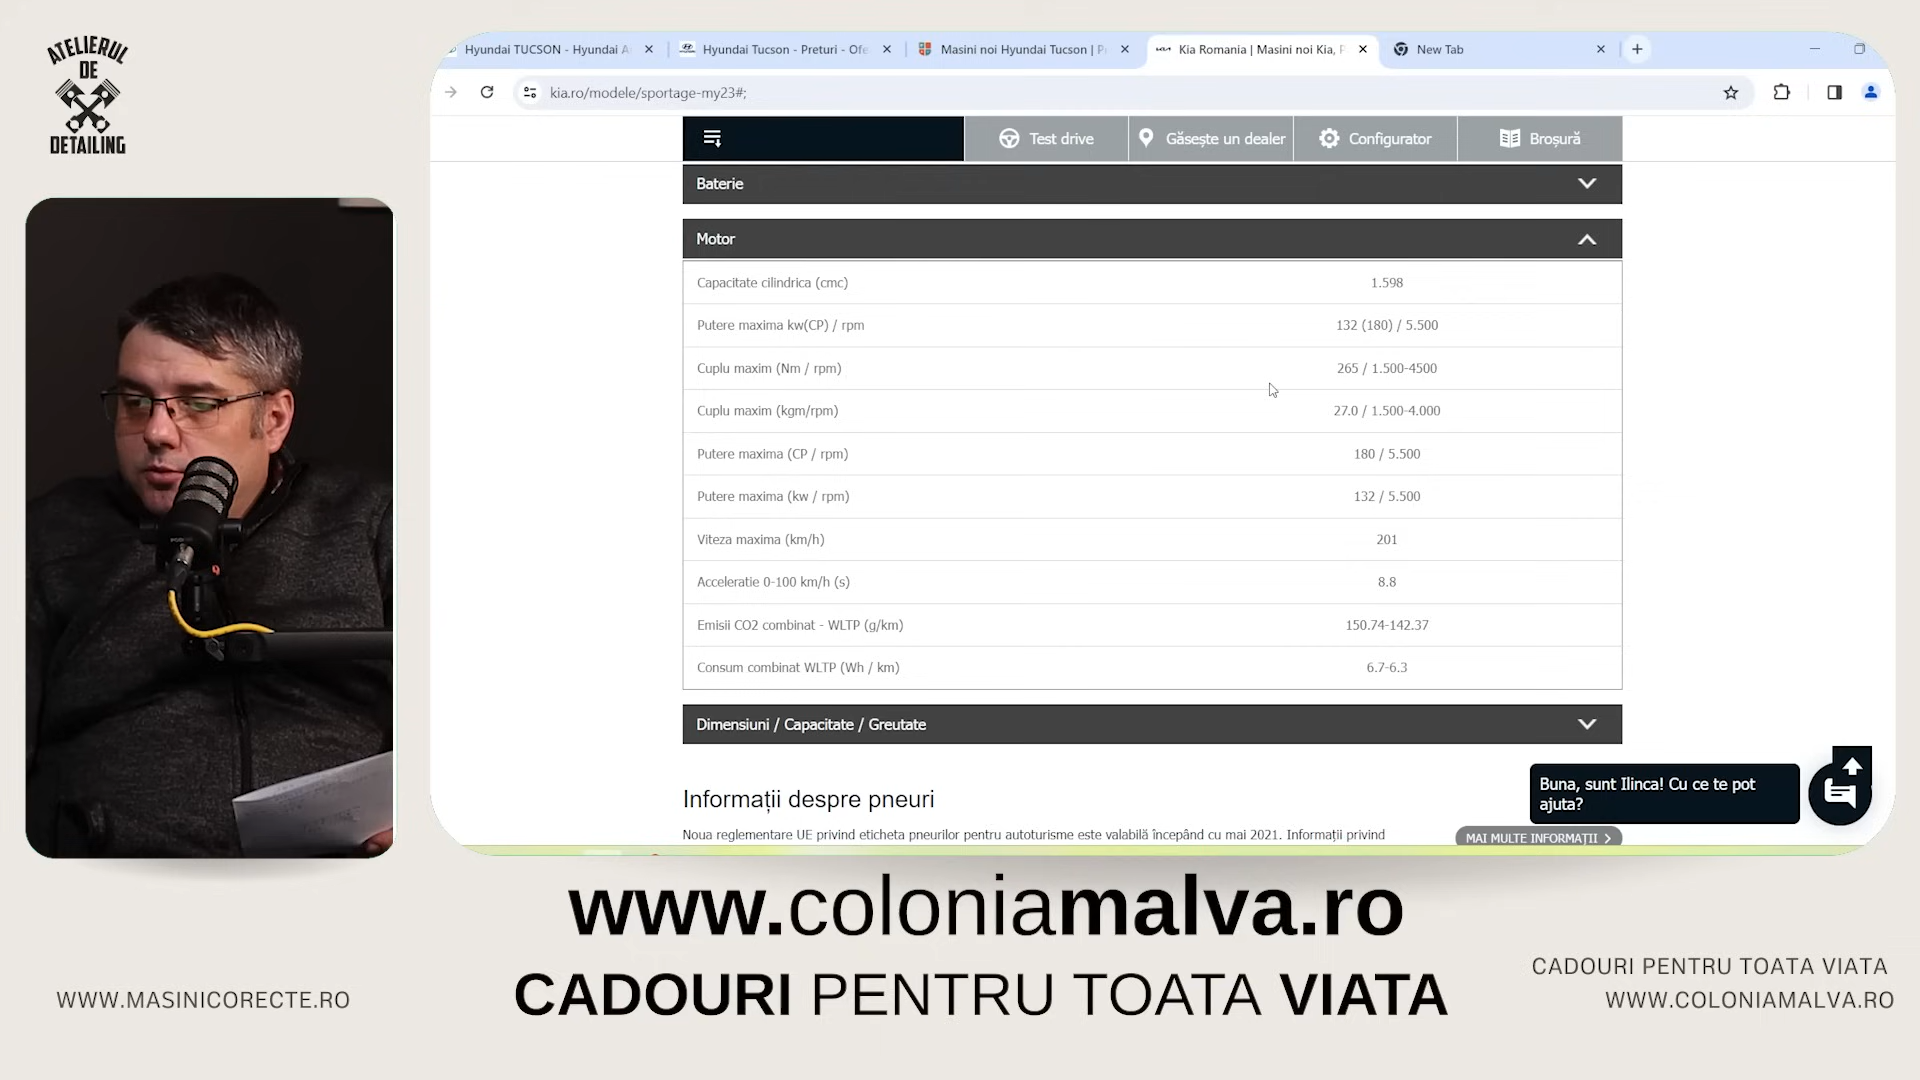 ATELIERUL
DE
DETAILING
Hyundai TUCSON - Hyundai A
Hyundai Tucson - Preturi - Ofe
Masini noi Hyundai Tucson | P
Kia Romania | Masini noi Kia, P
New Tab
kia.ro/modele/sportage-my23#;
Test drive
Găsește un dealer
Configurator
Broșură
Baterie
Motor
Capacitate cilindrica (cmc) 1.598
Putere maxima kw(CP) / rpm 132 (180) / 5.500
Cuplu maxim (Nm / rpm) 265 / 1.500-4500
Cuplu maxim (kgm/rpm) 27.0 / 1.500-4.000
Putere maxima (CP / rpm) 180 / 5.500
Putere maxima (kw / rpm) 132 / 5.500
Viteza maxima (km/h) 201
Acceleratie 0-100 km/h (s) 8.8
Emisii CO2 combinat - WLTP (g/km) 150.74-142.37
Consum combinat WLTP (Wh / km) 6.7-6.3
Dimensiuni / Capacitate / Greutate
Informații despre pneuri
Noua reglementare UE privind eticheta pneurilor pentru autoturisme este valabilă începând cu mai 2021. Informații privind
MAI MULTE INFORMAȚII
Buna, sunt Ilinca! Cu ce te pot
ajuta?
www.coloniamalva.ro
CADOURI PENTRU TOATA VIATA
WWW.MASINICORECTE.RO
CADOURI PENTRU TOATA VIATA
WWW.COLONIAMALVA.RO